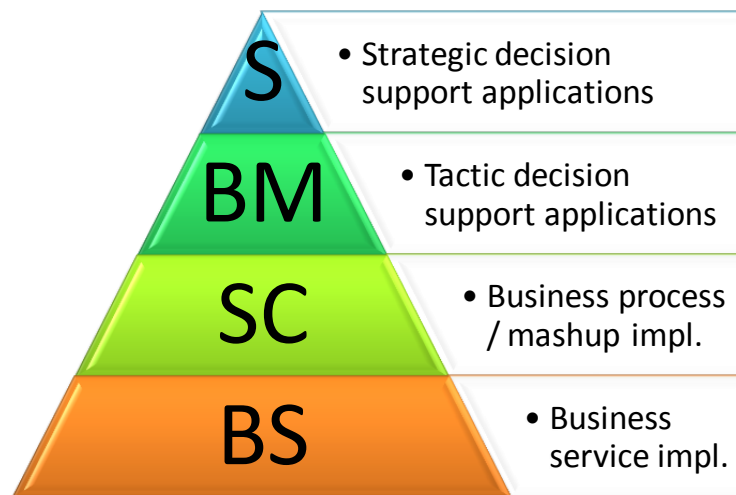 S
• Strategic decision
support applications
BM
• Tactic decision
support applications
SC
• Business process
/ mashup impl.
BS
• Business
service impl.